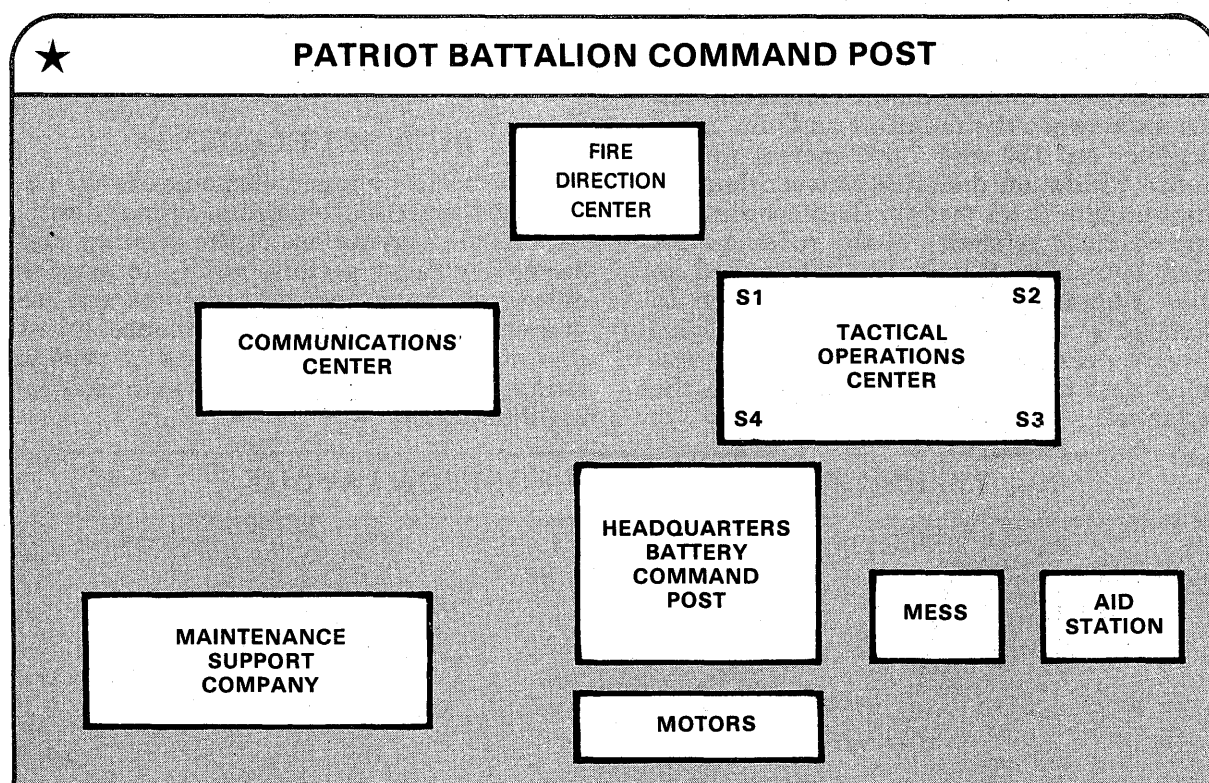 PATRIOT BATTALION COMMAND POST
FIRE
DIRECTION
CENTER
S1
S2
TACTICAL
OPERATIONS
CENTER
S4
S3
COMMUNICATIONS
CENTER
HEADQUARTERS
BATTERY
COMMAND
POST
MESS
AID
STATION
MAINTENANCE
SUPPORT
COMPANY
MOTORS